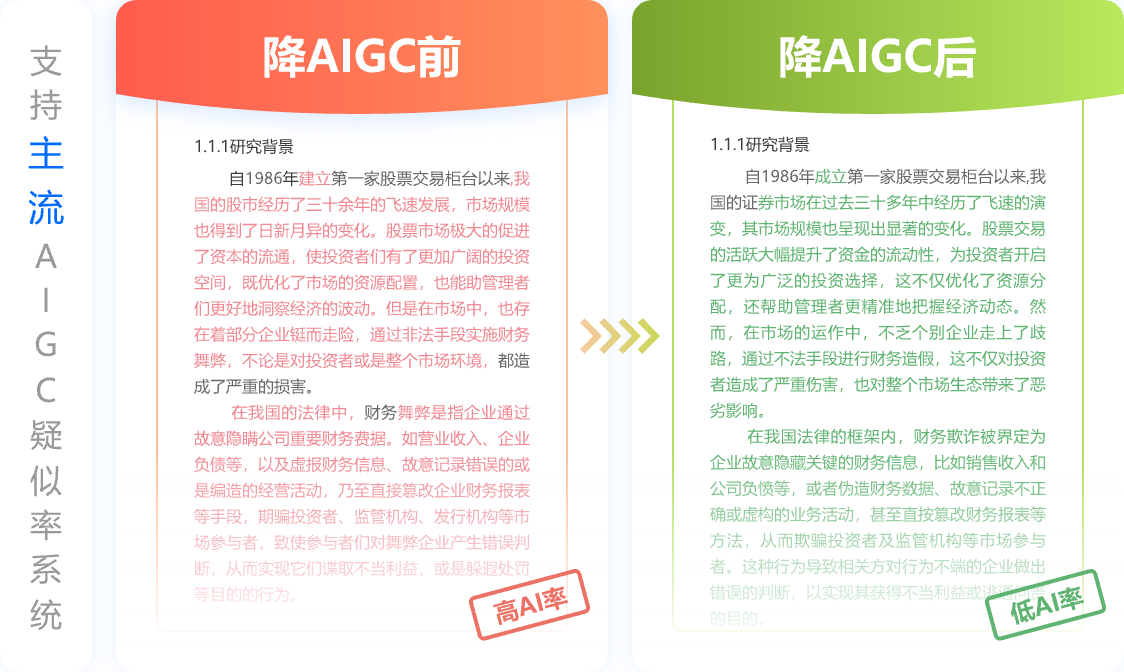 支
持
主
流
A
I
G
C
疑
似
率
系
统
降AIGC前
1.1.1研究背景
自1986年建立第一家股票交易柜台以来,我
国的股市经历了三十余年的飞速发展，市场规模
也得到了日新月异的变化。股票市场极大的促进
了资本的流通，使投资者们有了更加广阔的投资
空间，既优化了市场的资源配置，也能助管理者
们更好地洞察经济的波动。但是在市场中，也存
在着部分企业铤而走险，通过非法手段实施财务
舞弊，不论是对投资者或是整个市场环境，都造
成了严重的损害。
在我国的法律中，财务舞弊是指企业通过
故意隐瞒公司重要财务费据。如营业收入、企业
负债等，以及虚报财务信息、故意记录错误的或
是编造的经营活动，乃至直接篡改企业财务报表
等手段，期骗投资者、监管机构、发行机构等市
场参与者，致使参与者们对舞弊企业产生错误判
断，从而实现它们谍取不当利益，或是躲避处罚
等目的的行为。
高AI率
降AIGC后
1.1.1研究背景
自1986年成立第一家股票交易柜台以来,我
国的证券市场在过去三十多年中经历了飞速的演
变，其市场规模也呈现出显著的变化。股票交易
的活跃大幅提升了资金的流动性，为投资者开启
了更为广泛的投资选择，这不仅优化了资源分
配，还帮助管理者更精准地把握经济动态。然
而，在市场的运作中，不乏个别企业走上了歧
路，通过不法手段进行财务造假，这不仅对投资
者造成了严重伤害，也对整个市场生态带来了恶
劣影响。
在我国法律的框架内，财务欺诈被界定为
企业故意隐藏关键的财务信息，比如销售收入和
公司负愤等，或者伪造财务数据、故意记录不正
确或虚构的业务活动，甚至直按篡改财务报表等
方法，从而欺骗投资者及监管机构等市场参与
者。这种行为导致相关方对行为不端的企业做出
错误的判断，以实现其获得不当利益或逃
的目的。
低AI率